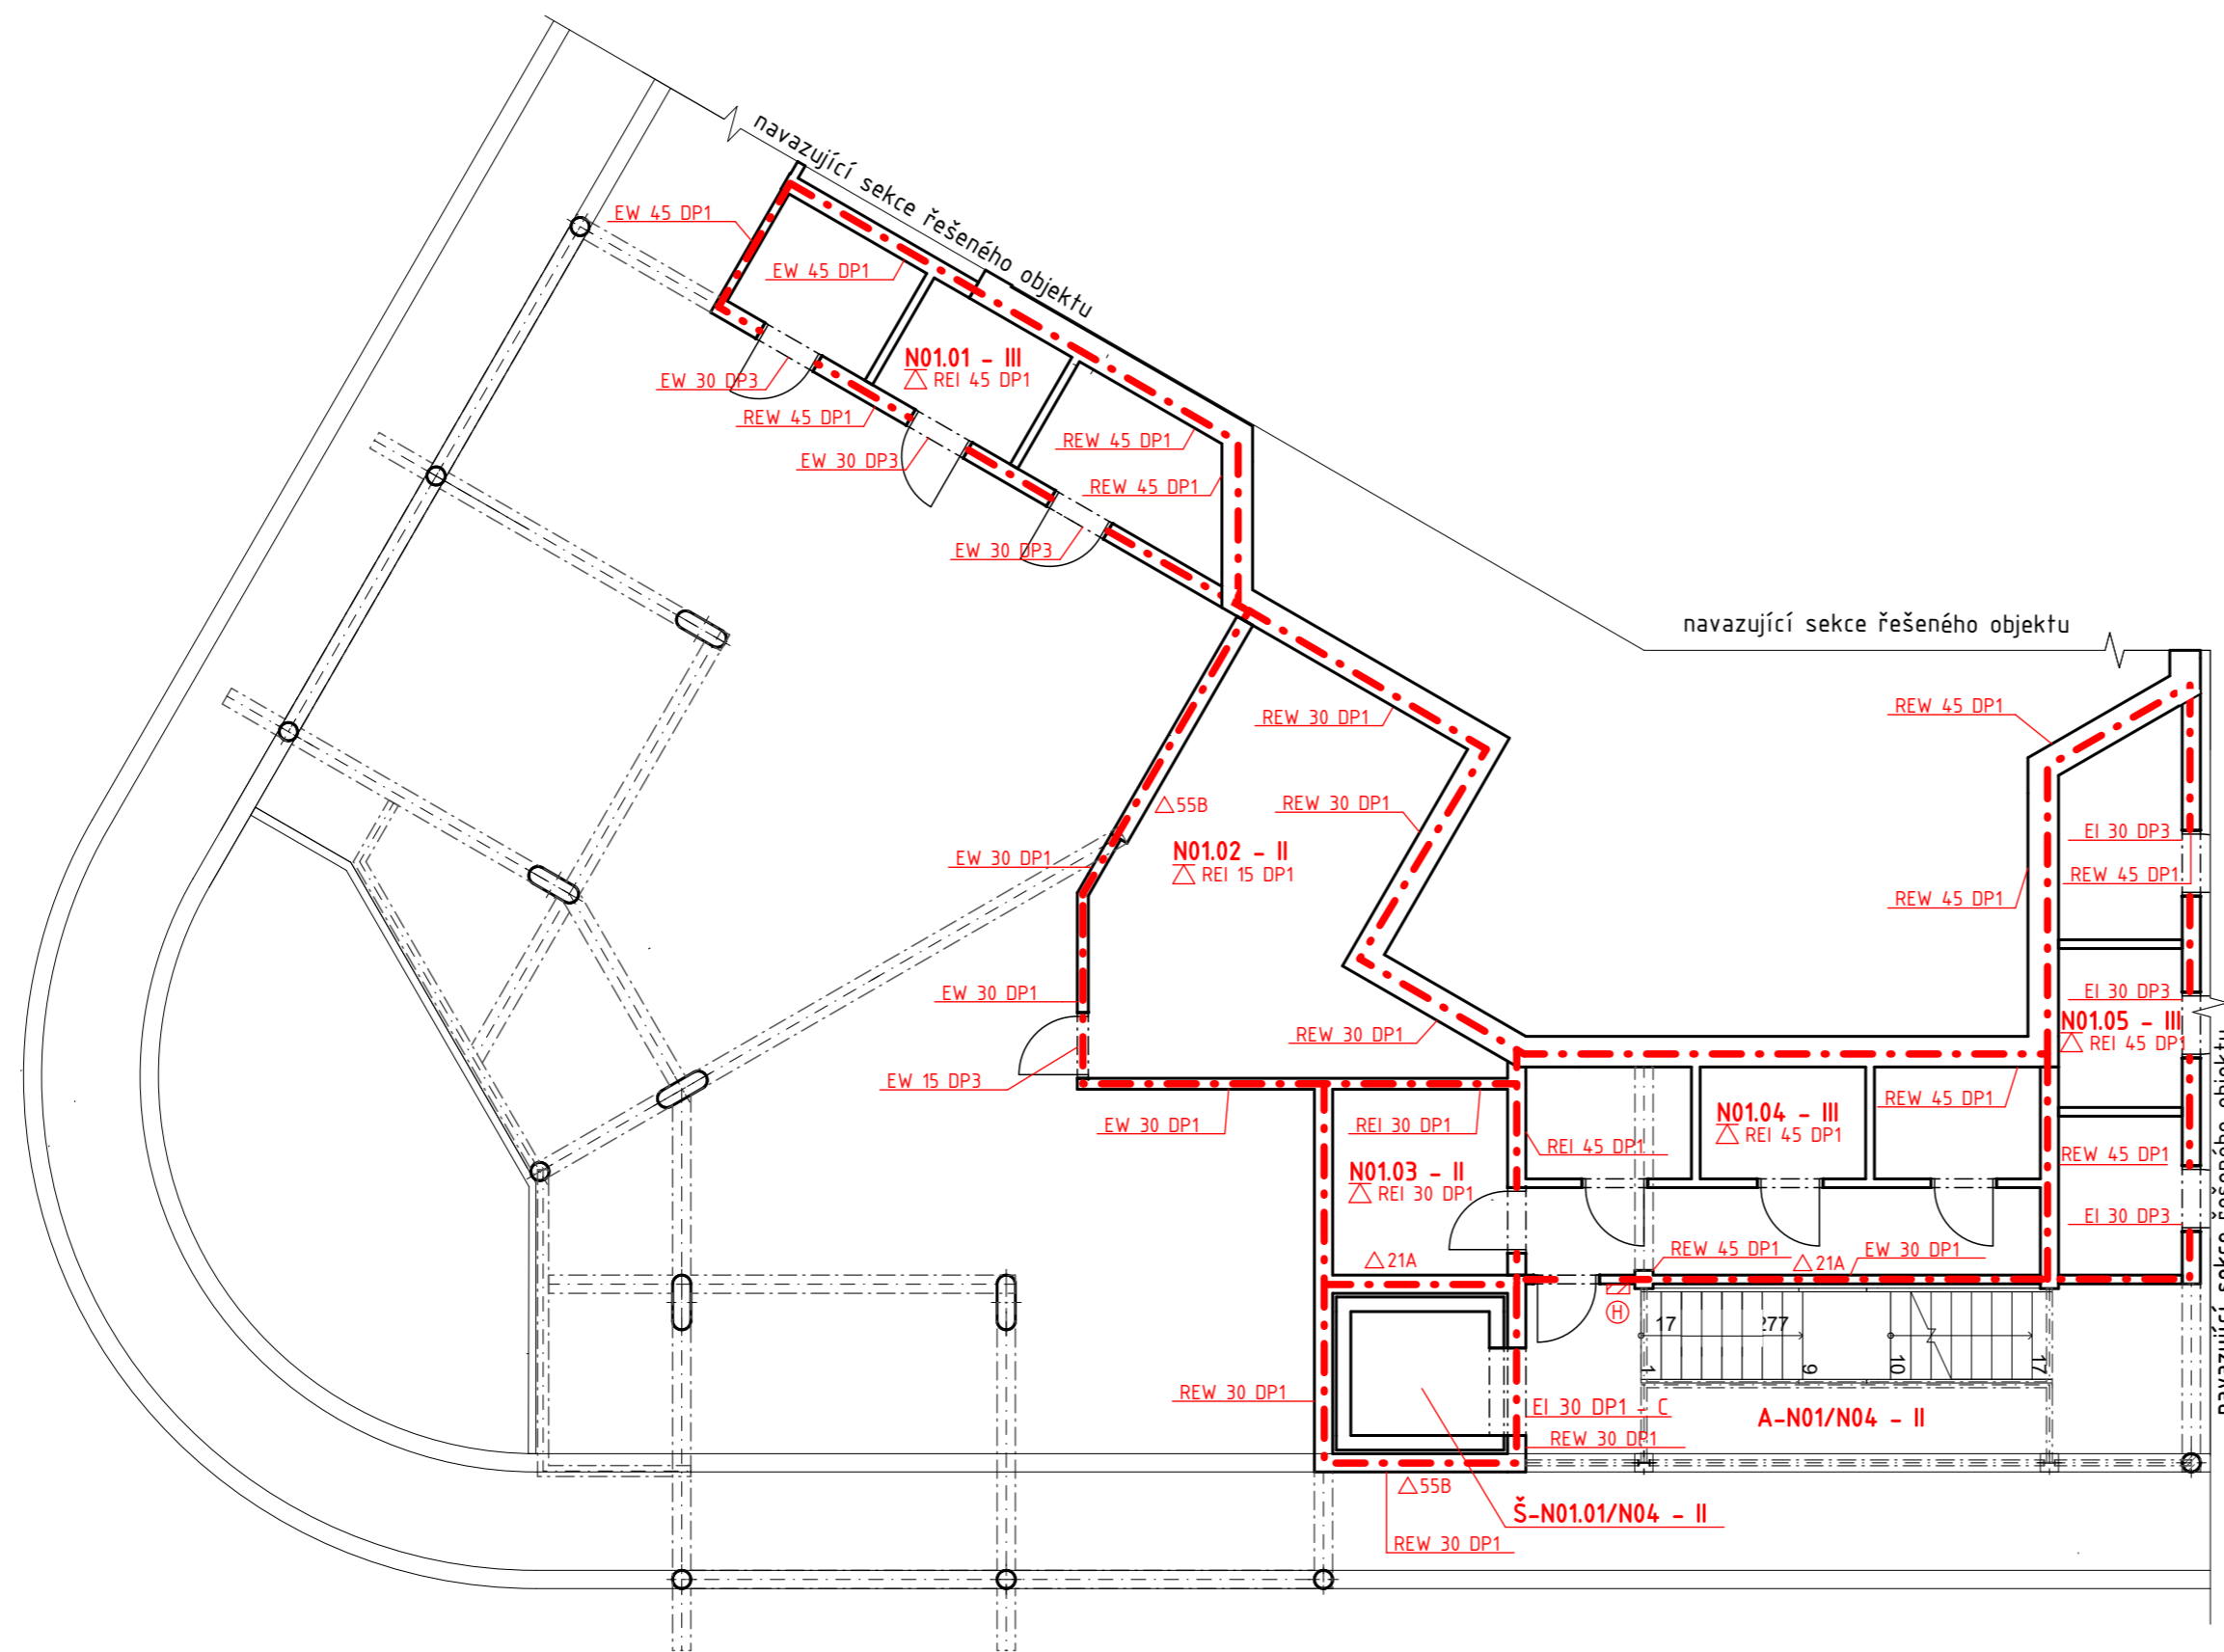 navazující sekce řešeného objektu
EW 45 DP1
EW 45 DP1
N01.01 - III
REI 45 DP1
EW 30 DP3
REW 45 DP1
EW 30 DP3
REW 45 DP1
REW 45 DP1
EW 30 DP3
navazující sekce řešeného objektu
REW 30 DP1
REW 45 DP1
55B
REW 30 DP1
EI 30 DP3
N01.02 - II
REI 15 DP1
EW 30 DP1
REW 45 DP1
REW 45 DP1
EW 30 DP1
EI 30 DP3
REW 30 DP1
N01.05 - III
REI 45 DP1
EW 15 DP3
EW 30 DP1
REI 30 DP1
N01.04 - III
REI 45 DP1
REW 45 DP1
REI 45 DP1
REW 45 DP1
N01.03 - II
REI 30 DP1
EI 30 DP3
21A
REW 45 DP1
21A
EW 30 DP1
H
17
277
1
9
10
17
navazující sekce řešeného objektu
REW 30 DP1
EI 30 DP1 - C
A-N01/N04 - II
REW 30 DP1
55B
Š-N01.01/N04 - II
REW 30 DP1